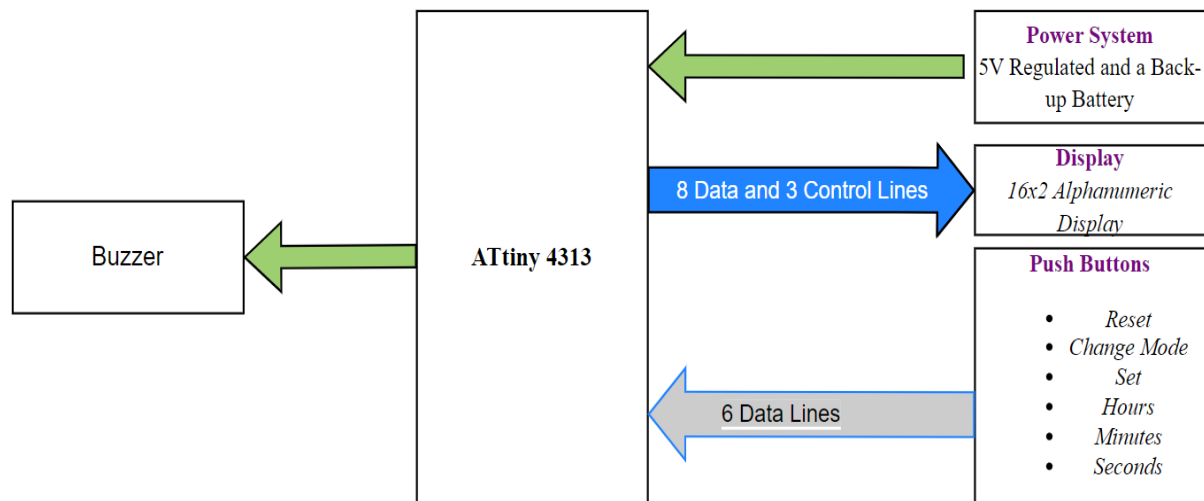 Power System
5V Regulated and a Back-
up Battery
8 Data and 3 Control Lines
Display
16x2 Alphanumeric
Display
Buzzer
ATtiny 4313
Push Buttons
• Reset
• Change Mode
• Set
• Hours
• Minutes
• Seconds
6 Data Lines